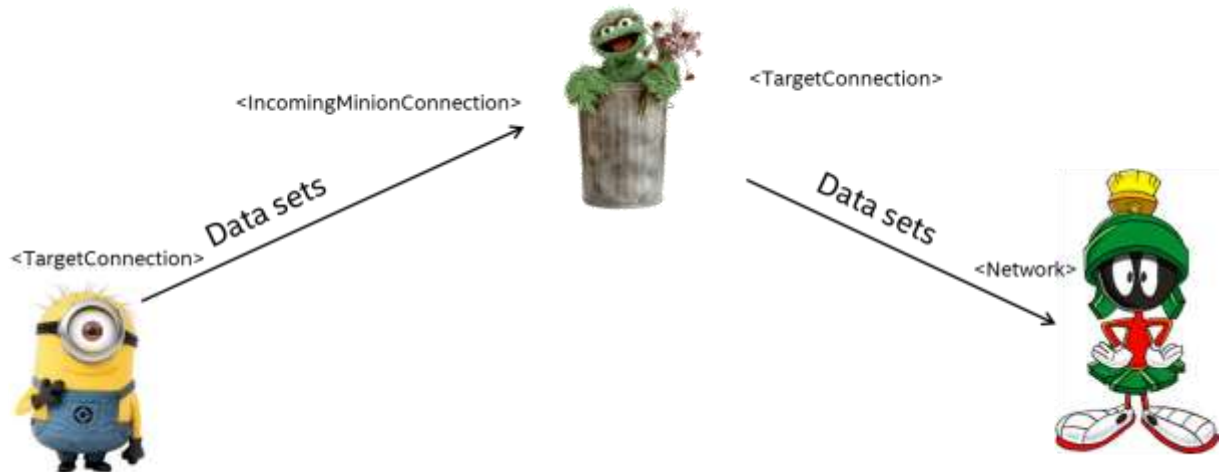 <TargetConnection>
<IncomingMinionConnection>
Data sets
Data sets
<TargetConnection>
<Network>